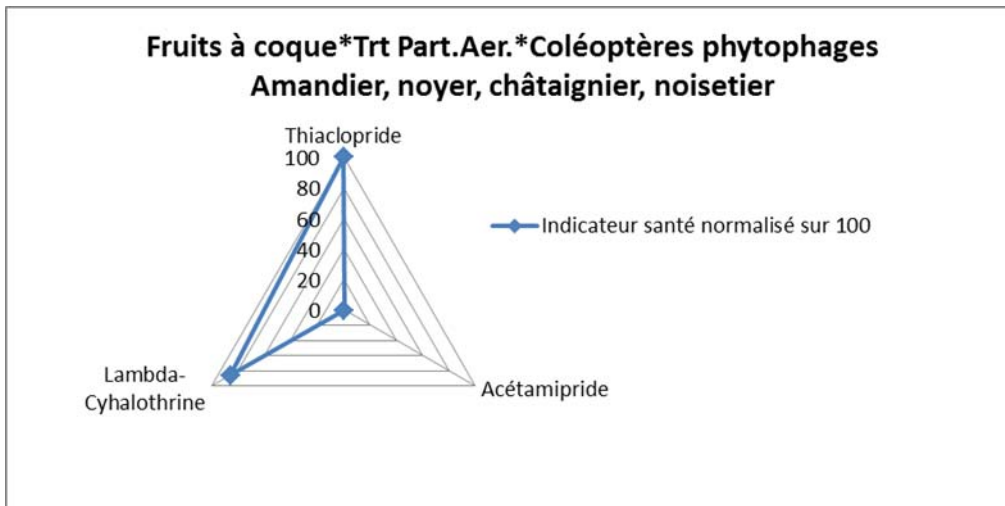 Fruits à coque*Trt Part.Aer.*Coléoptères phytophages
Amandier, noyer, châtaignier, noisetier
Thiaclopride
100
80
60
40
20
0
Indicateur santé normalisé sur 100
Lambda-
Cyhalothrine
Acétamipride